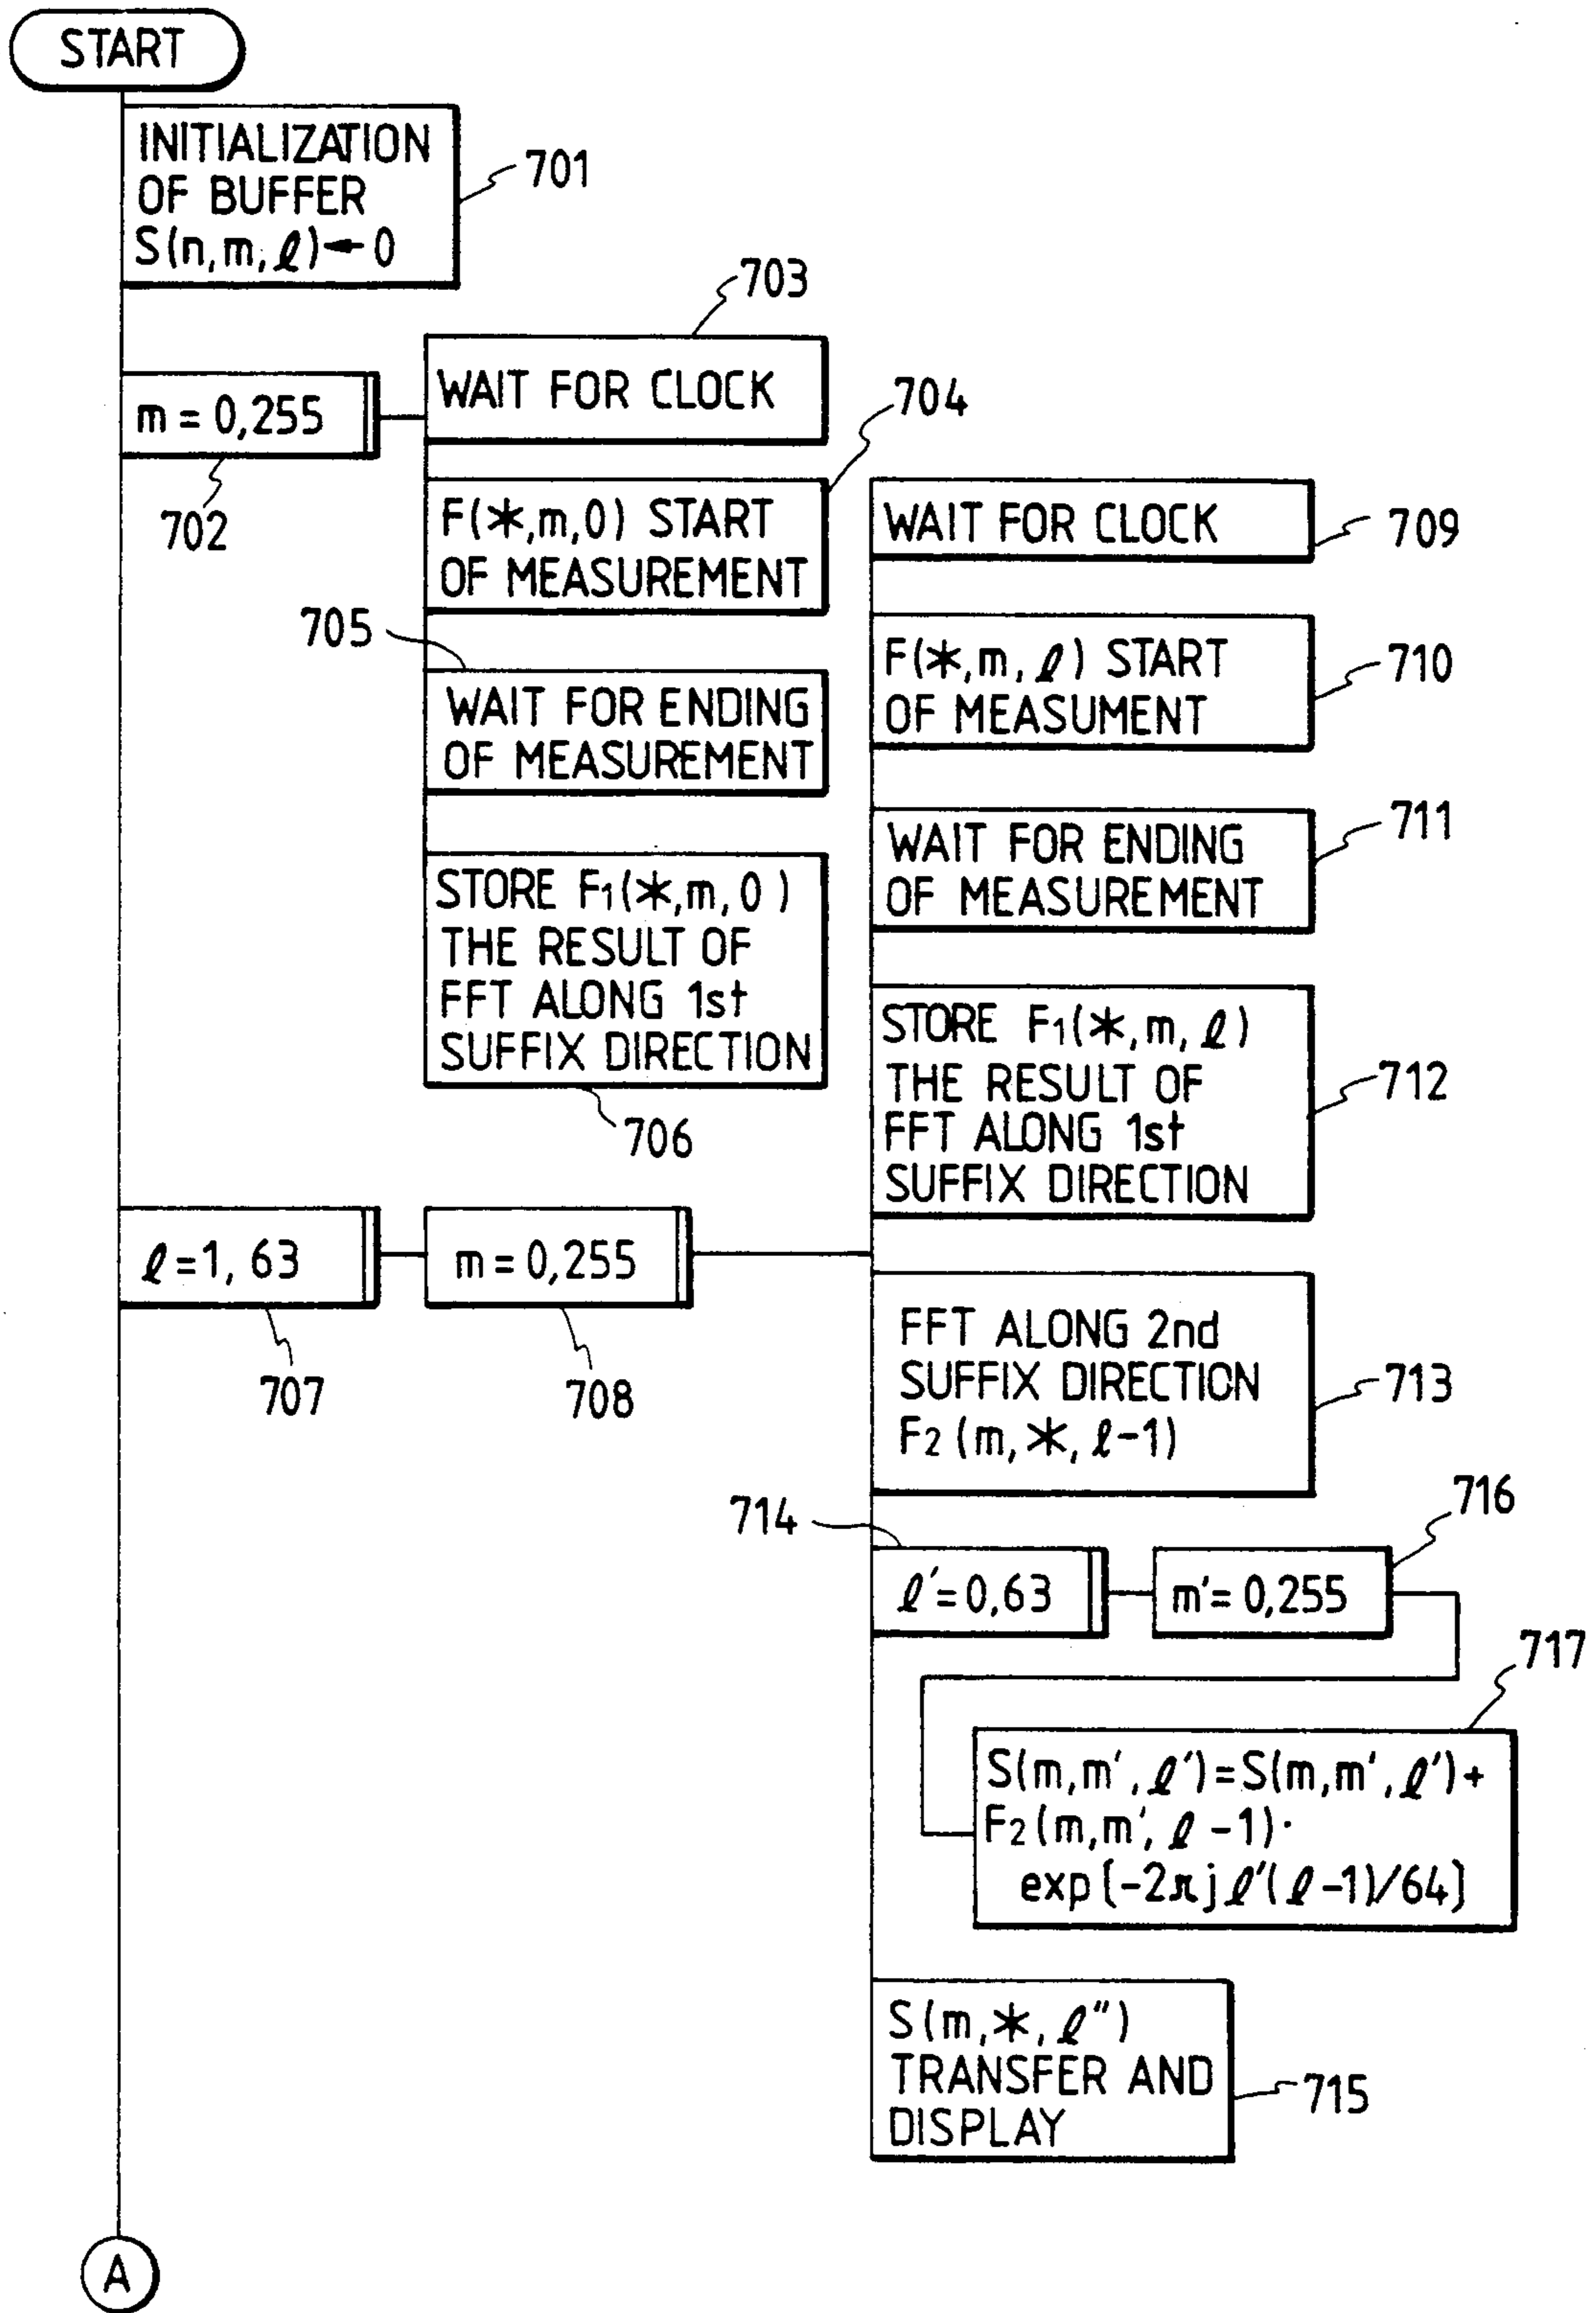 START
INITIALIZATION
OF BUFFER
S(n,m,ℓ)←0
701
m=0,255
702
703
WAIT FOR CLOCK
704
F(*,m,0) START
OF MEASUREMENT
705
WAIT FOR ENDING
OF MEASUREMENT
STORE F₁(*,m,0)
THE RESULT OF
FFT ALONG 1st
SUFFIX DIRECTION
706
ℓ=1, 63
707
m=0,255
708
WAIT FOR CLOCK
709
F(*,m,ℓ) START
OF MEASUMENT
710
WAIT FOR ENDING
OF MEASUREMENT
711
STORE F₁(*,m,ℓ)
THE RESULT OF
FFT ALONG 1st
SUFFIX DIRECTION
712
FFT ALONG 2nd
SUFFIX DIRECTION
F₂(m,*,ℓ-1)
713
714
ℓ'=0,63
716
m'=0,255
717
S(m,m',ℓ')=S(m,m',ℓ')+
F₂(m,m',ℓ-1)·
exp[-2πjℓ'(ℓ-1)/64]
S(m,*,ℓ'')
TRANSFER AND
DISPLAY
715
A